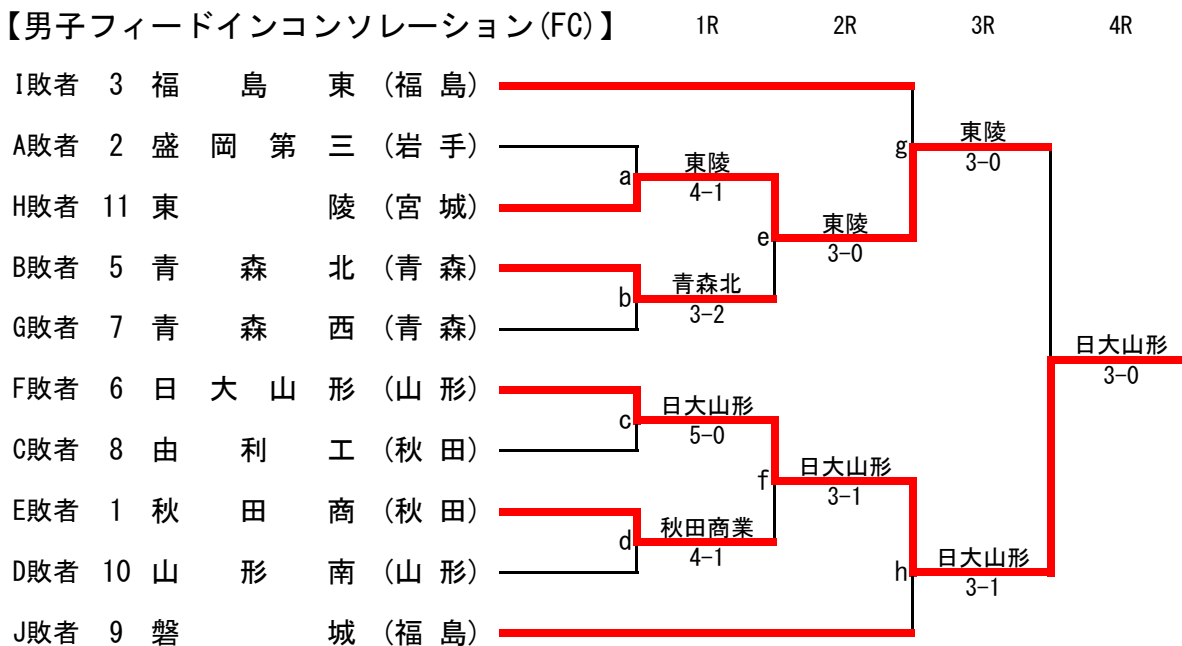 【男子フィードインコンソレーション(FC)】 1R 2R 3R 4R
I敗者 3 福島東 (福島)
A敗者 2 盛岡第三 (岩手)
東陵
g
3-0
a
東陵
4-1
H敗者 11 東陵 (宮城)
東陵
e
3-0
B敗者 5 青森北 (青森)
青森北
b
3-2
G敗者 7 青森西 (青森)
日大山形
3-0
F敗者 6 日大山形 (山形)
日大山形
c
5-0
C敗者 8 由利工 (秋田)
日大山形
f
3-1
E敗者 1 秋田商 (秋田)
秋田商業
d
4-1
D敗者 10 山形南 (山形)
日大山形
h
3-1
J敗者 9 磐城 (福島)